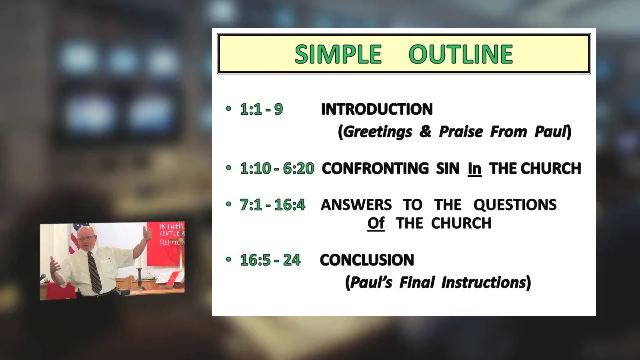 SIMPLE OUTLINE
• 1:1 - 9 INTRODUCTION
(Greetings & Praise From Paul)
• 1:10 - 6:20 CONFRONTING SIN In THE CHURCH
• 7:1 - 16:4 ANSWERS TO THE QUESTIONS
Of THE CHURCH
• 16:5 - 24 CONCLUSION
(Paul's Final Instructions)